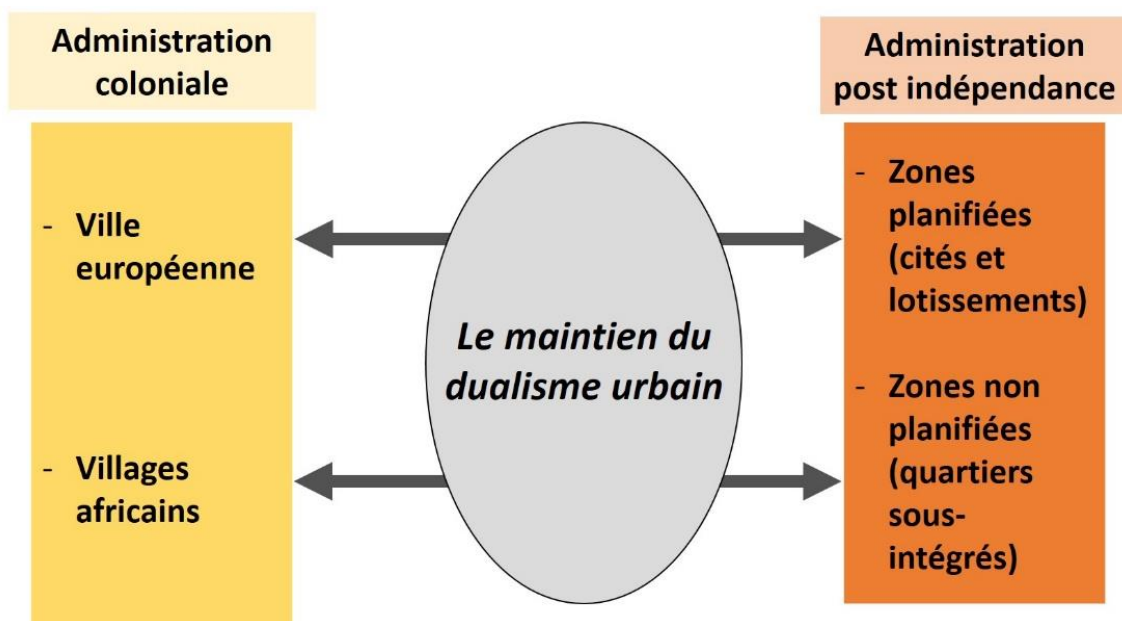 Administration
coloniale
- Ville
européenne
- Villages
africains
Le maintien du
dualisme urbain
Administration
post indépendance
- Zones
planifiées
(cités et
lotissements)
- Zones non
planifiées
(quartiers
sous-
intégrés)